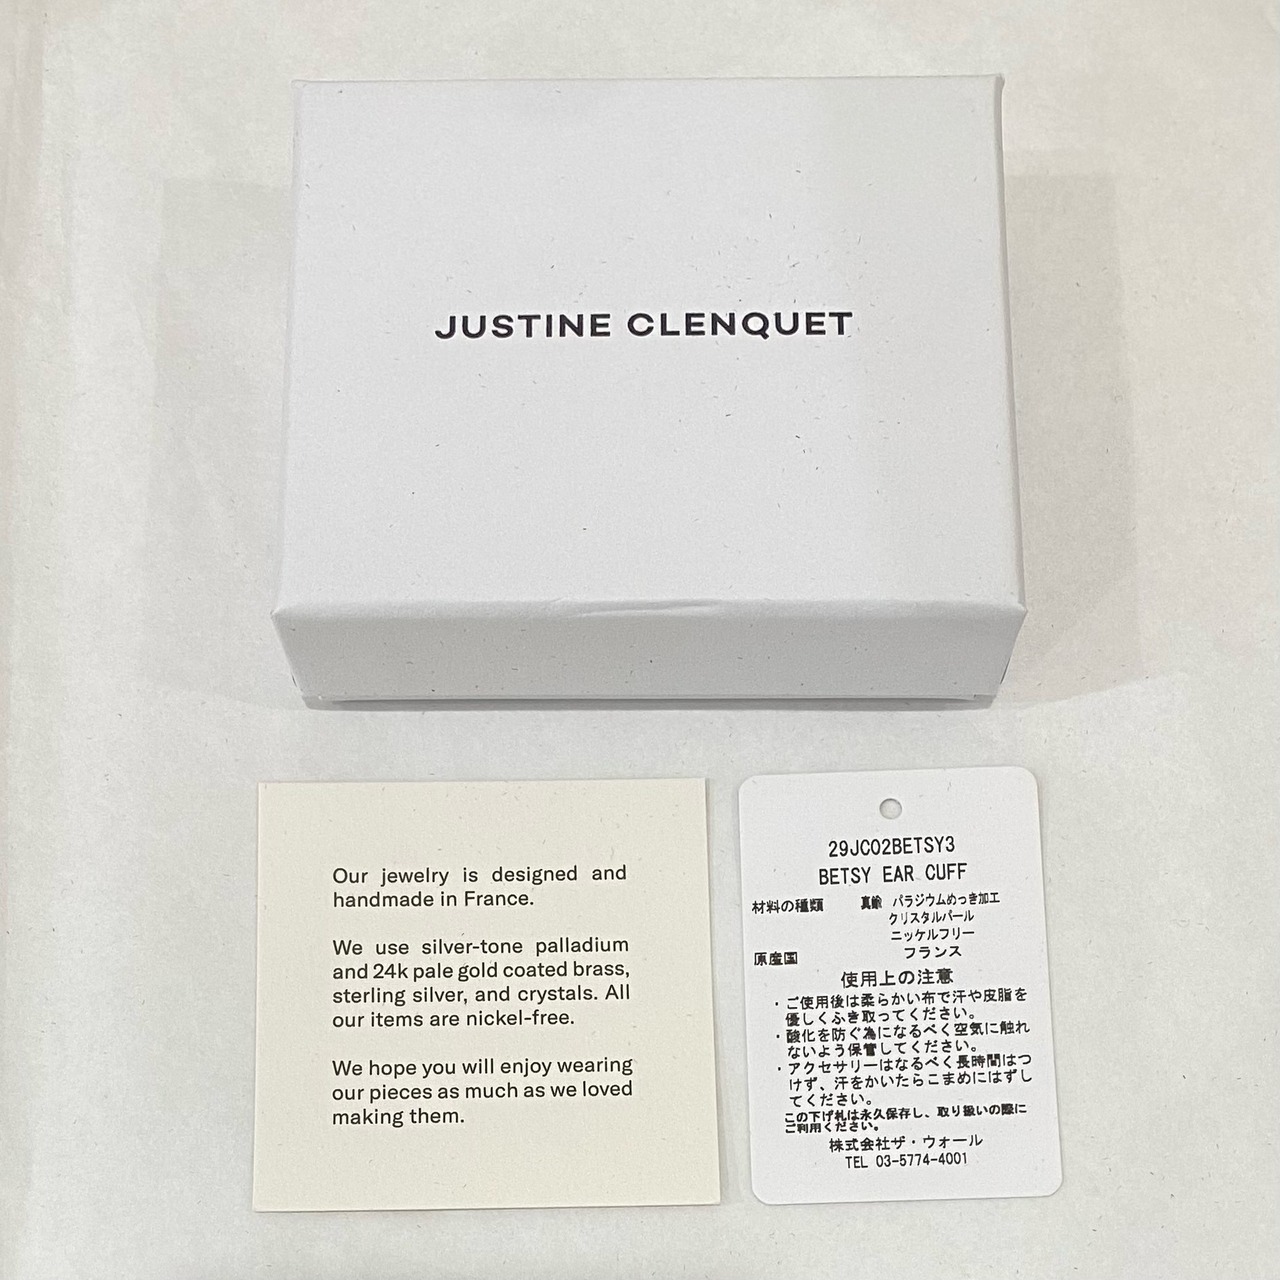 JUSTINE CLENQUET
Our jewelry is designed and
handmade in France.
We use silver-tone palladium
and 24k pale gold coated brass,
sterling silver, and crystals. All
our items are nickel-free.
We hope you will enjoy wearing
our pieces as much as we loved
making them.
29JC02BETSY3
BETSY EAR CUFF
材料の種類 真鍮 パラジウムめっき加工
クリスタルパール
ニッケルフリー
原産国 フランス
使用上の注意
・ご使用後は柔らかい布で汗や皮脂を
優しくふき取ってください。
・酸化を防ぐ為になるべく空気に触れ
ないよう保管してください。
・アクセサリーはなるべく長時間はつ
けず、汗をかいたらこまめにはずし
てください。
この下げ札は永久保存し、取り扱いの際に
ご利用ください。
株式会社ザ・ウォール
TEL 03-5774-4001